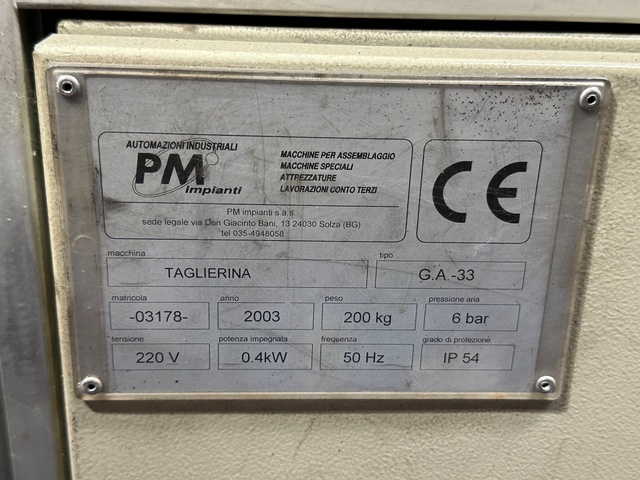 AUTOMAZIONI INDUSTRIALI
PM
impianti
MACCHINE PER ASSEMBLAGGIO
MACCHINE SPECIALI
ATTREZZATURE
LAVORAZIONI CONTO TERZI
PM impianti s.a.s.
sede legale via Don Giacinto Bani, 13 24030 Solza (BG)
tel 035-4948058
CE
macchina
tipo
TAGLIERINA
G.A.-33
matricola
anno
peso
pressione aria
-03178-
2003
200 kg
6 bar
tensione
potenza impegnata
frequenza
grado di protezione
220 V
0.4kW
50 Hz
IP 54